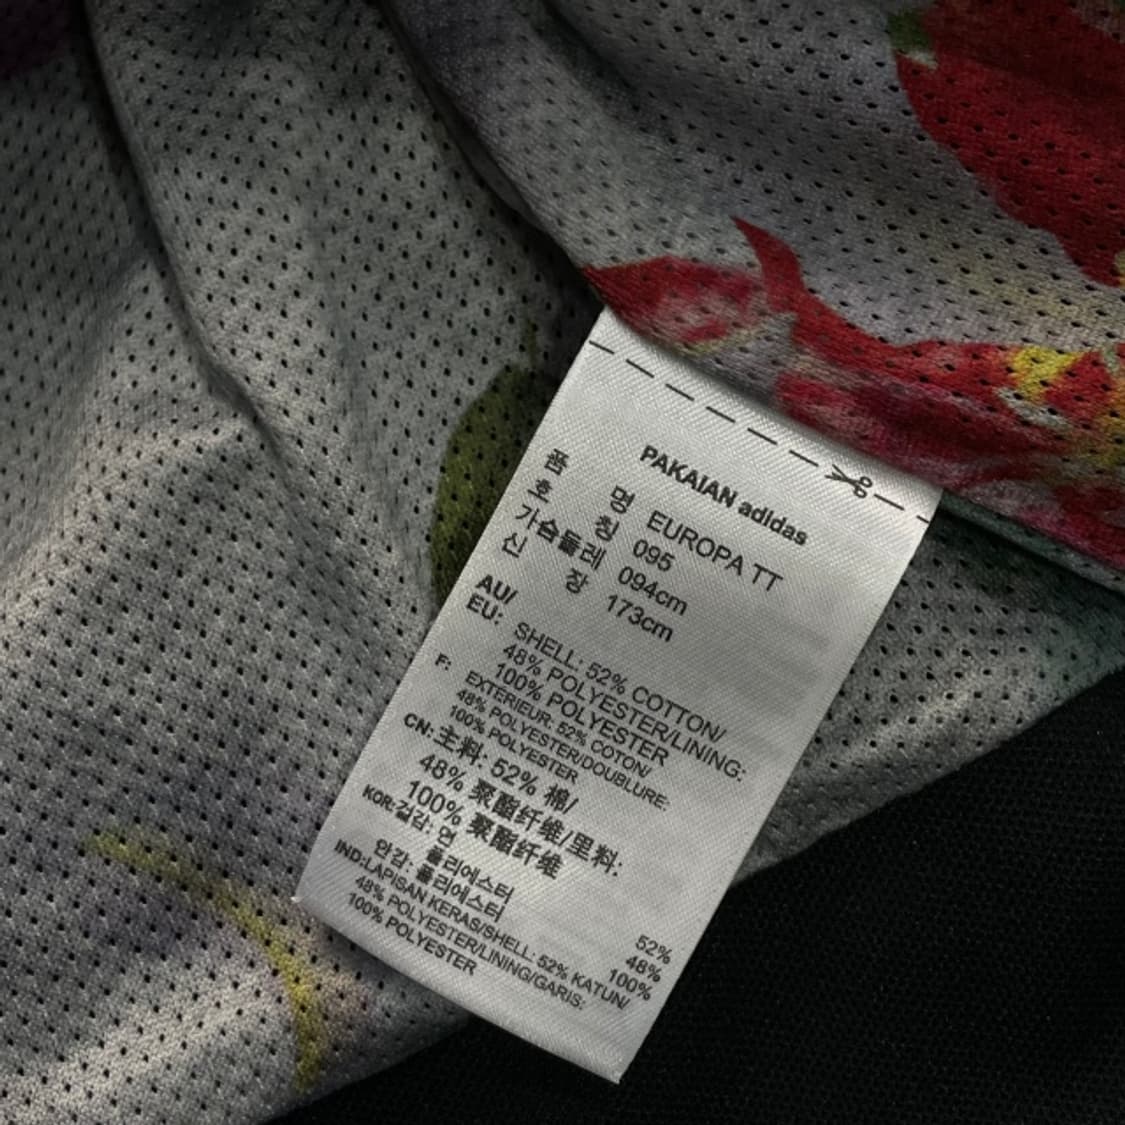 PAKAIAN adidas
품 명 EUROPA TT
호 칭 095
가슴둘레 094cm
신 장 173cm
AU/
EU: SHELL: 52% COTTON/
48% POLYESTER/LINING:
100% POLYESTER
F: EXTERIEUR: 52% COTON/
48% POLYESTER/DOUBLURE:
100% POLYESTER
CN: 主料: 52% 棉/
48% 聚酯纤维/里料:
100% 聚酯纤维
KOR: 겉감: 면 52%
폴리에스터 48%
안감: 폴리에스터 100%
IND:LAPISAN KERAS/SHELL: 52% KATUN/
48% POLYESTER/LINING/GARIS:
100% POLYESTER